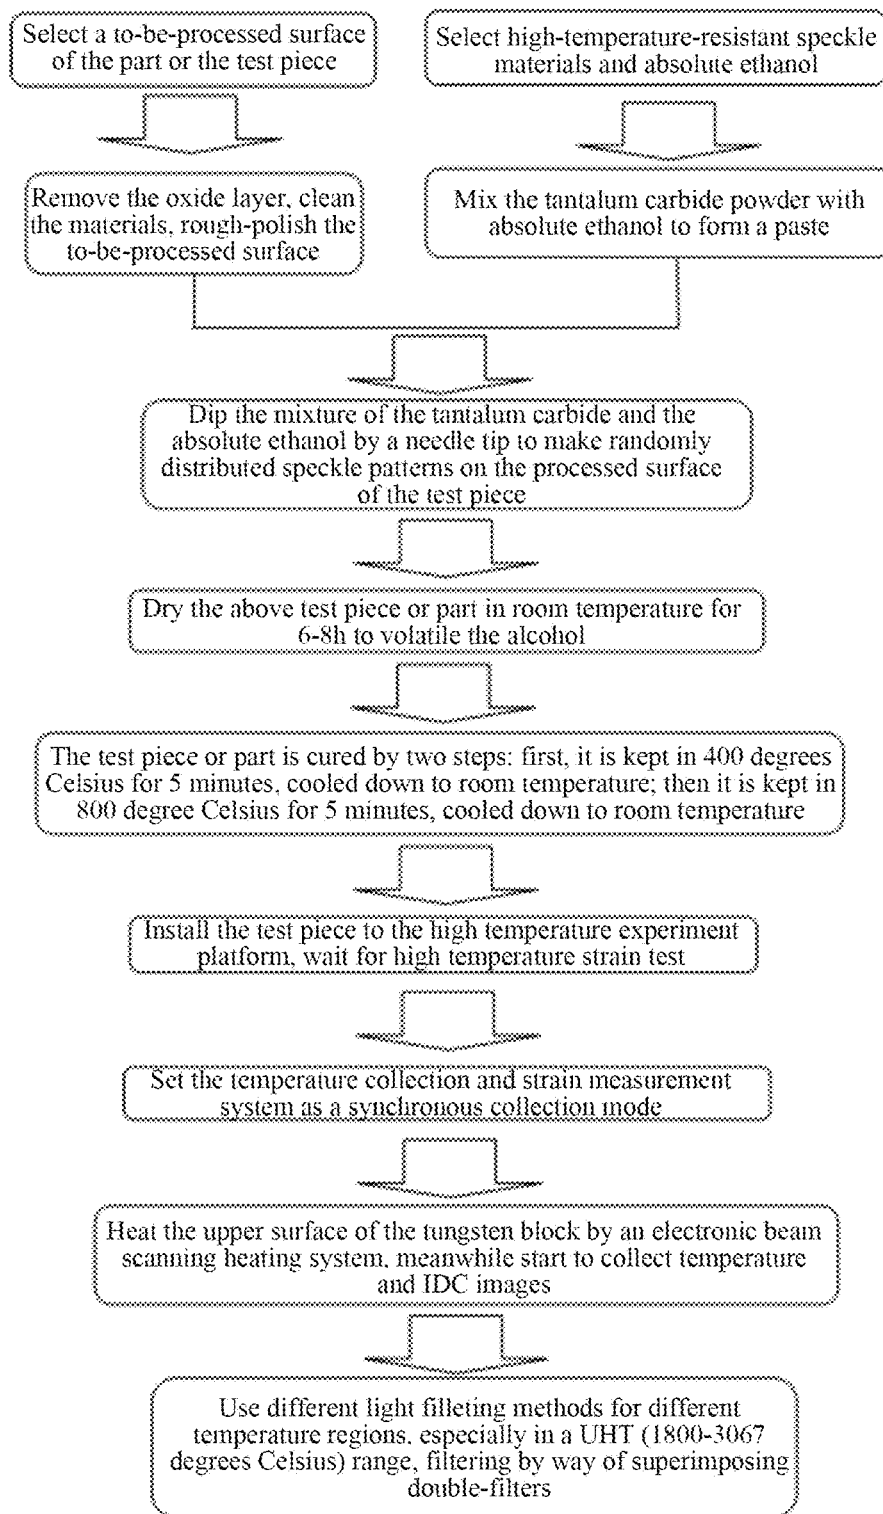 Select a to-be-processed surface
of the part or the test piece
Select high-temperature-resistant speckle
materials and absolute ethanol
Remove the oxide layer, clean
the materials, rough-polish the
to-be-processed surface
Mix the tantalum carbide powder with
absolute ethanol to form a paste
Dip the mixture of the tantalum carbide and the
absolute ethanol by a needle tip to make randomly
distributed speckle patterns on the processed surface
of the test piece
Dry the above test piece or part in room temperature for
6-8h to volatile the alcohol
The test piece or part is cured by two steps: first, it is kept in 400 degrees
Celsius for 5 minutes, cooled down to room temperature; then it is kept in
800 degree Celsius for 5 minutes, cooled down to room temperature
Install the test piece to the high temperature experiment
platform, wait for high temperature strain test
Set the temperature collection and strain measurement
system as a synchronous collection mode
Heat the upper surface of the tungsten block by an electronic beam
scanning heating system, meanwhile start to collect temperature
and IDC images
Use different light filleting methods for different
temperature regions, especially in a UHT (1800-3067
degrees Celsius) range, filtering by way of superimposing
double-filters